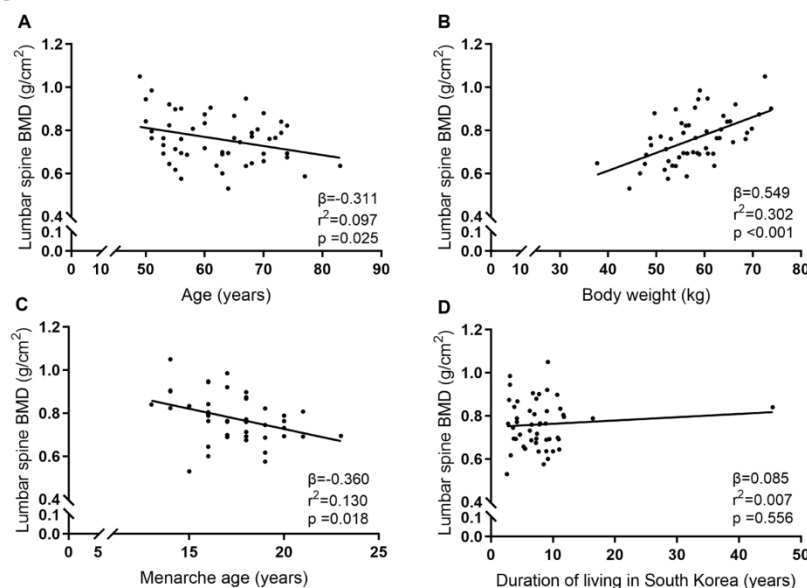 A
Lumbar spine BMD (g/cm²)
1.2
1.0
0.8
0.6
0.4
0.1
0.0
β=-0.311
r²=0.097
p =0.025
0 10 50 60 70 80 90
Age (years)
B
Lumbar spine BMD (g/cm²)
1.2
1.0
0.8
0.6
0.4
0.1
0.0
β=0.549
r²=0.302
p <0.001
0 10 30 40 50 60 70 80
Body weight (kg)
C
Lumbar spine BMD (g/cm²)
1.2
1.0
0.8
0.6
0.4
0.1
0.0
β=-0.360
r²=0.130
p =0.018
0 5 15 20 25
Menarche age (years)
D
Lumbar spine BMD (g/cm²)
1.2
1.0
0.8
0.6
0.4
0.1
0.0
β=0.085
r²=0.007
p =0.556
0 10 20 30 40 50
Duration of living in South Korea (years)